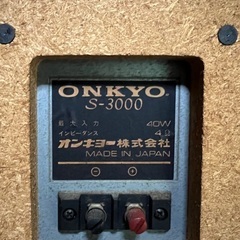 ONKYO
S-3000
最大入力 40W
インピーダンス 4Ω
オンキヨー株式会社
MADE IN JAPAN
⊖ ⊕